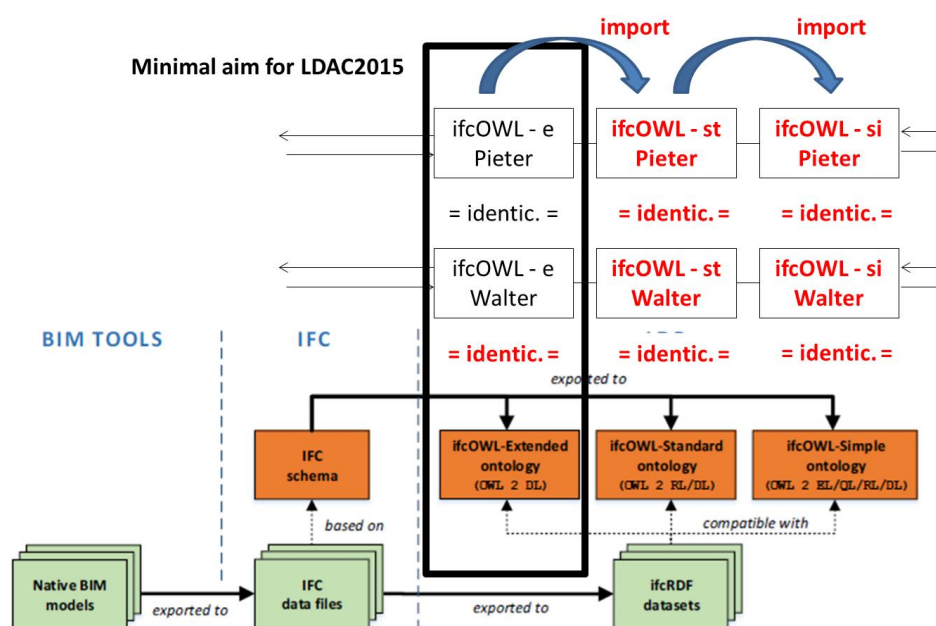 import
import
Minimal aim for LDAC2015
ifcOWL - e
Pieter
ifcOWL - st
Pieter
ifcOWL - si
Pieter
= identic. =
= identic. =
= identic. =
ifcOWL - e
Walter
ifcOWL - st
Walter
ifcOWL - si
Walter
BIM TOOLS
IFC
= identic. =
= identic. =
= identic. =
exported to
IFC
schema
ifcOWL-Extended
ontology
(OWL 2 DL)
ifcOWL-Standard
ontology
(OWL 2 RL/DL)
ifcOWL-Simple
ontology
(OWL 2 EL/QL/RL/DL)
based on
compatible with
Native BIM
models
exported to
IFC
data files
exported to
ifcRDF
datasets